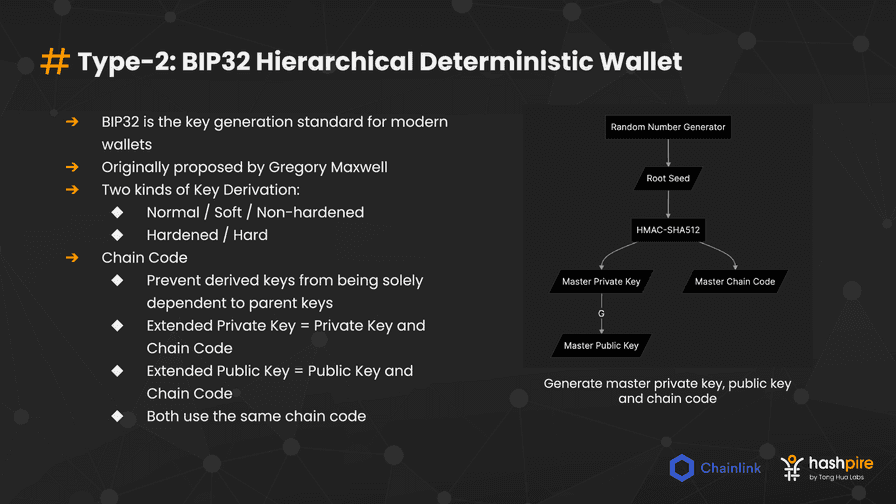 # Type-2: BIP32 Hierarchical Deterministic Wallet
➔ BIP32 is the key generation standard for modern
wallets
➔ Originally proposed by Gregory Maxwell
➔ Two kinds of Key Derivation:
◆ Normal / Soft / Non-hardened
◆ Hardened / Hard
➔ Chain Code
◆ Prevent derived keys from being solely
dependent to parent keys
◆ Extended Private Key = Private Key and
Chain Code
◆ Extended Public Key = Public Key and
Chain Code
◆ Both use the same chain code
Random Number Generator
Root Seed
HMAC-SHA512
Master Private Key
Master Chain Code
G
Master Public Key
Generate master private key, public key
and chain code
Chainlink
hashpire
by Tong Hua Labs